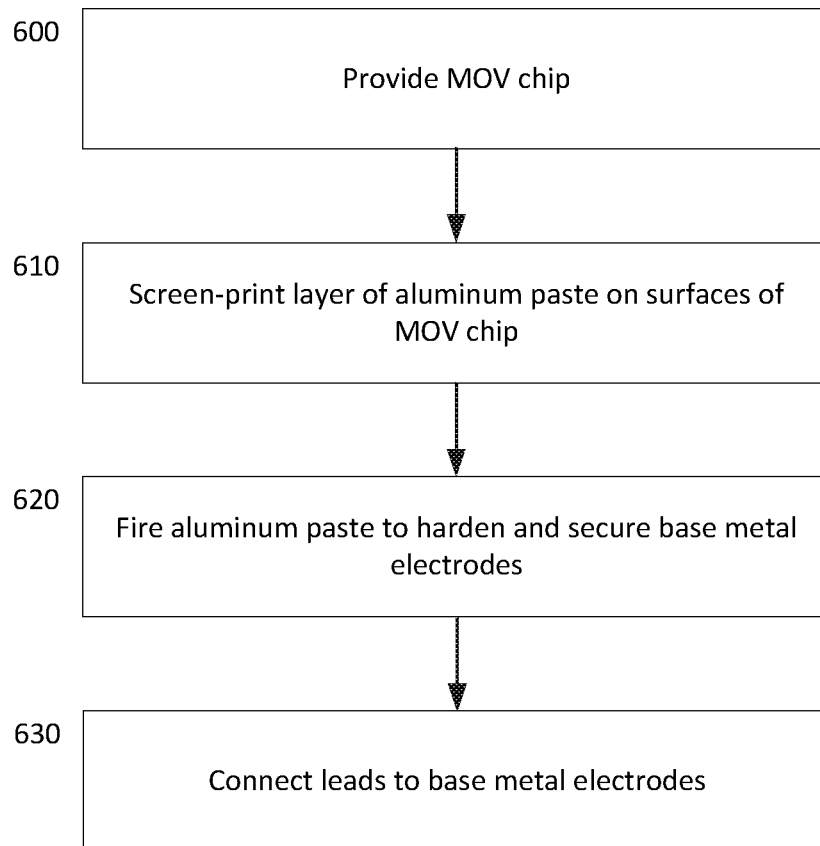 600
Provide MOV chip
610
Screen-print layer of aluminum paste on surfaces of
MOV chip
620
Fire aluminum paste to harden and secure base metal
electrodes
630
Connect leads to base metal electrodes